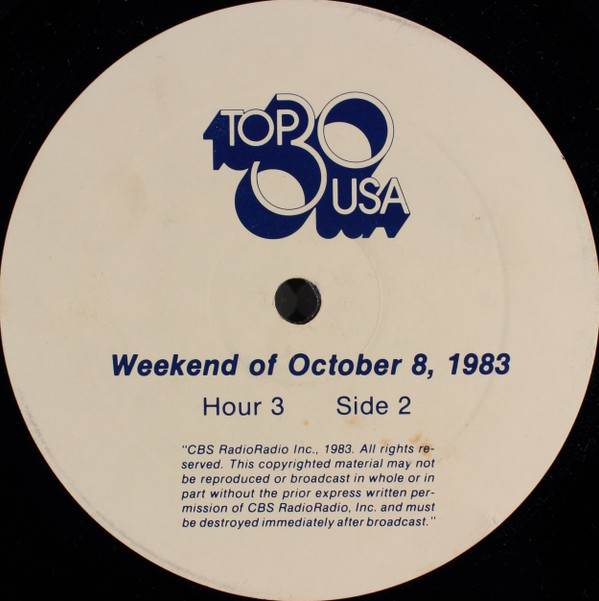 TOP 30
USA
Weekend of October 8, 1983
Hour 3 Side 2
"CBS RadioRadio Inc., 1983. All rights re-
served. This copyrighted material may not
be reproduced or broadcast in whole or in
part without the prior express written per-
mission of CBS RadioRadio, Inc. and must
be destroyed immediately after broadcast."